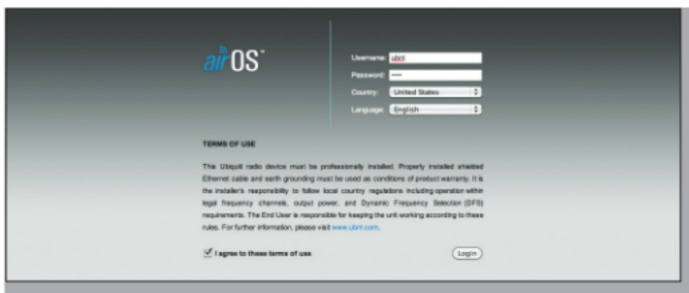 airOS™
Username: ubnt
Password: ••••
Country: United States
Language: English
TERMS OF USE
This Ubiquiti radio device must be professionally installed. Properly installed shielded
Ethernet cable and earth grounding must be used as conditions of product warranty. It is
the installer's responsibility to follow local country regulations including operation within
legal frequency channels, output power, and Dynamic Frequency Selection (DFS)
requirements. The End User is responsible for keeping the unit working according to these
rules. For further information, please visit www.ubnt.com.
I agree to these terms of use
Login